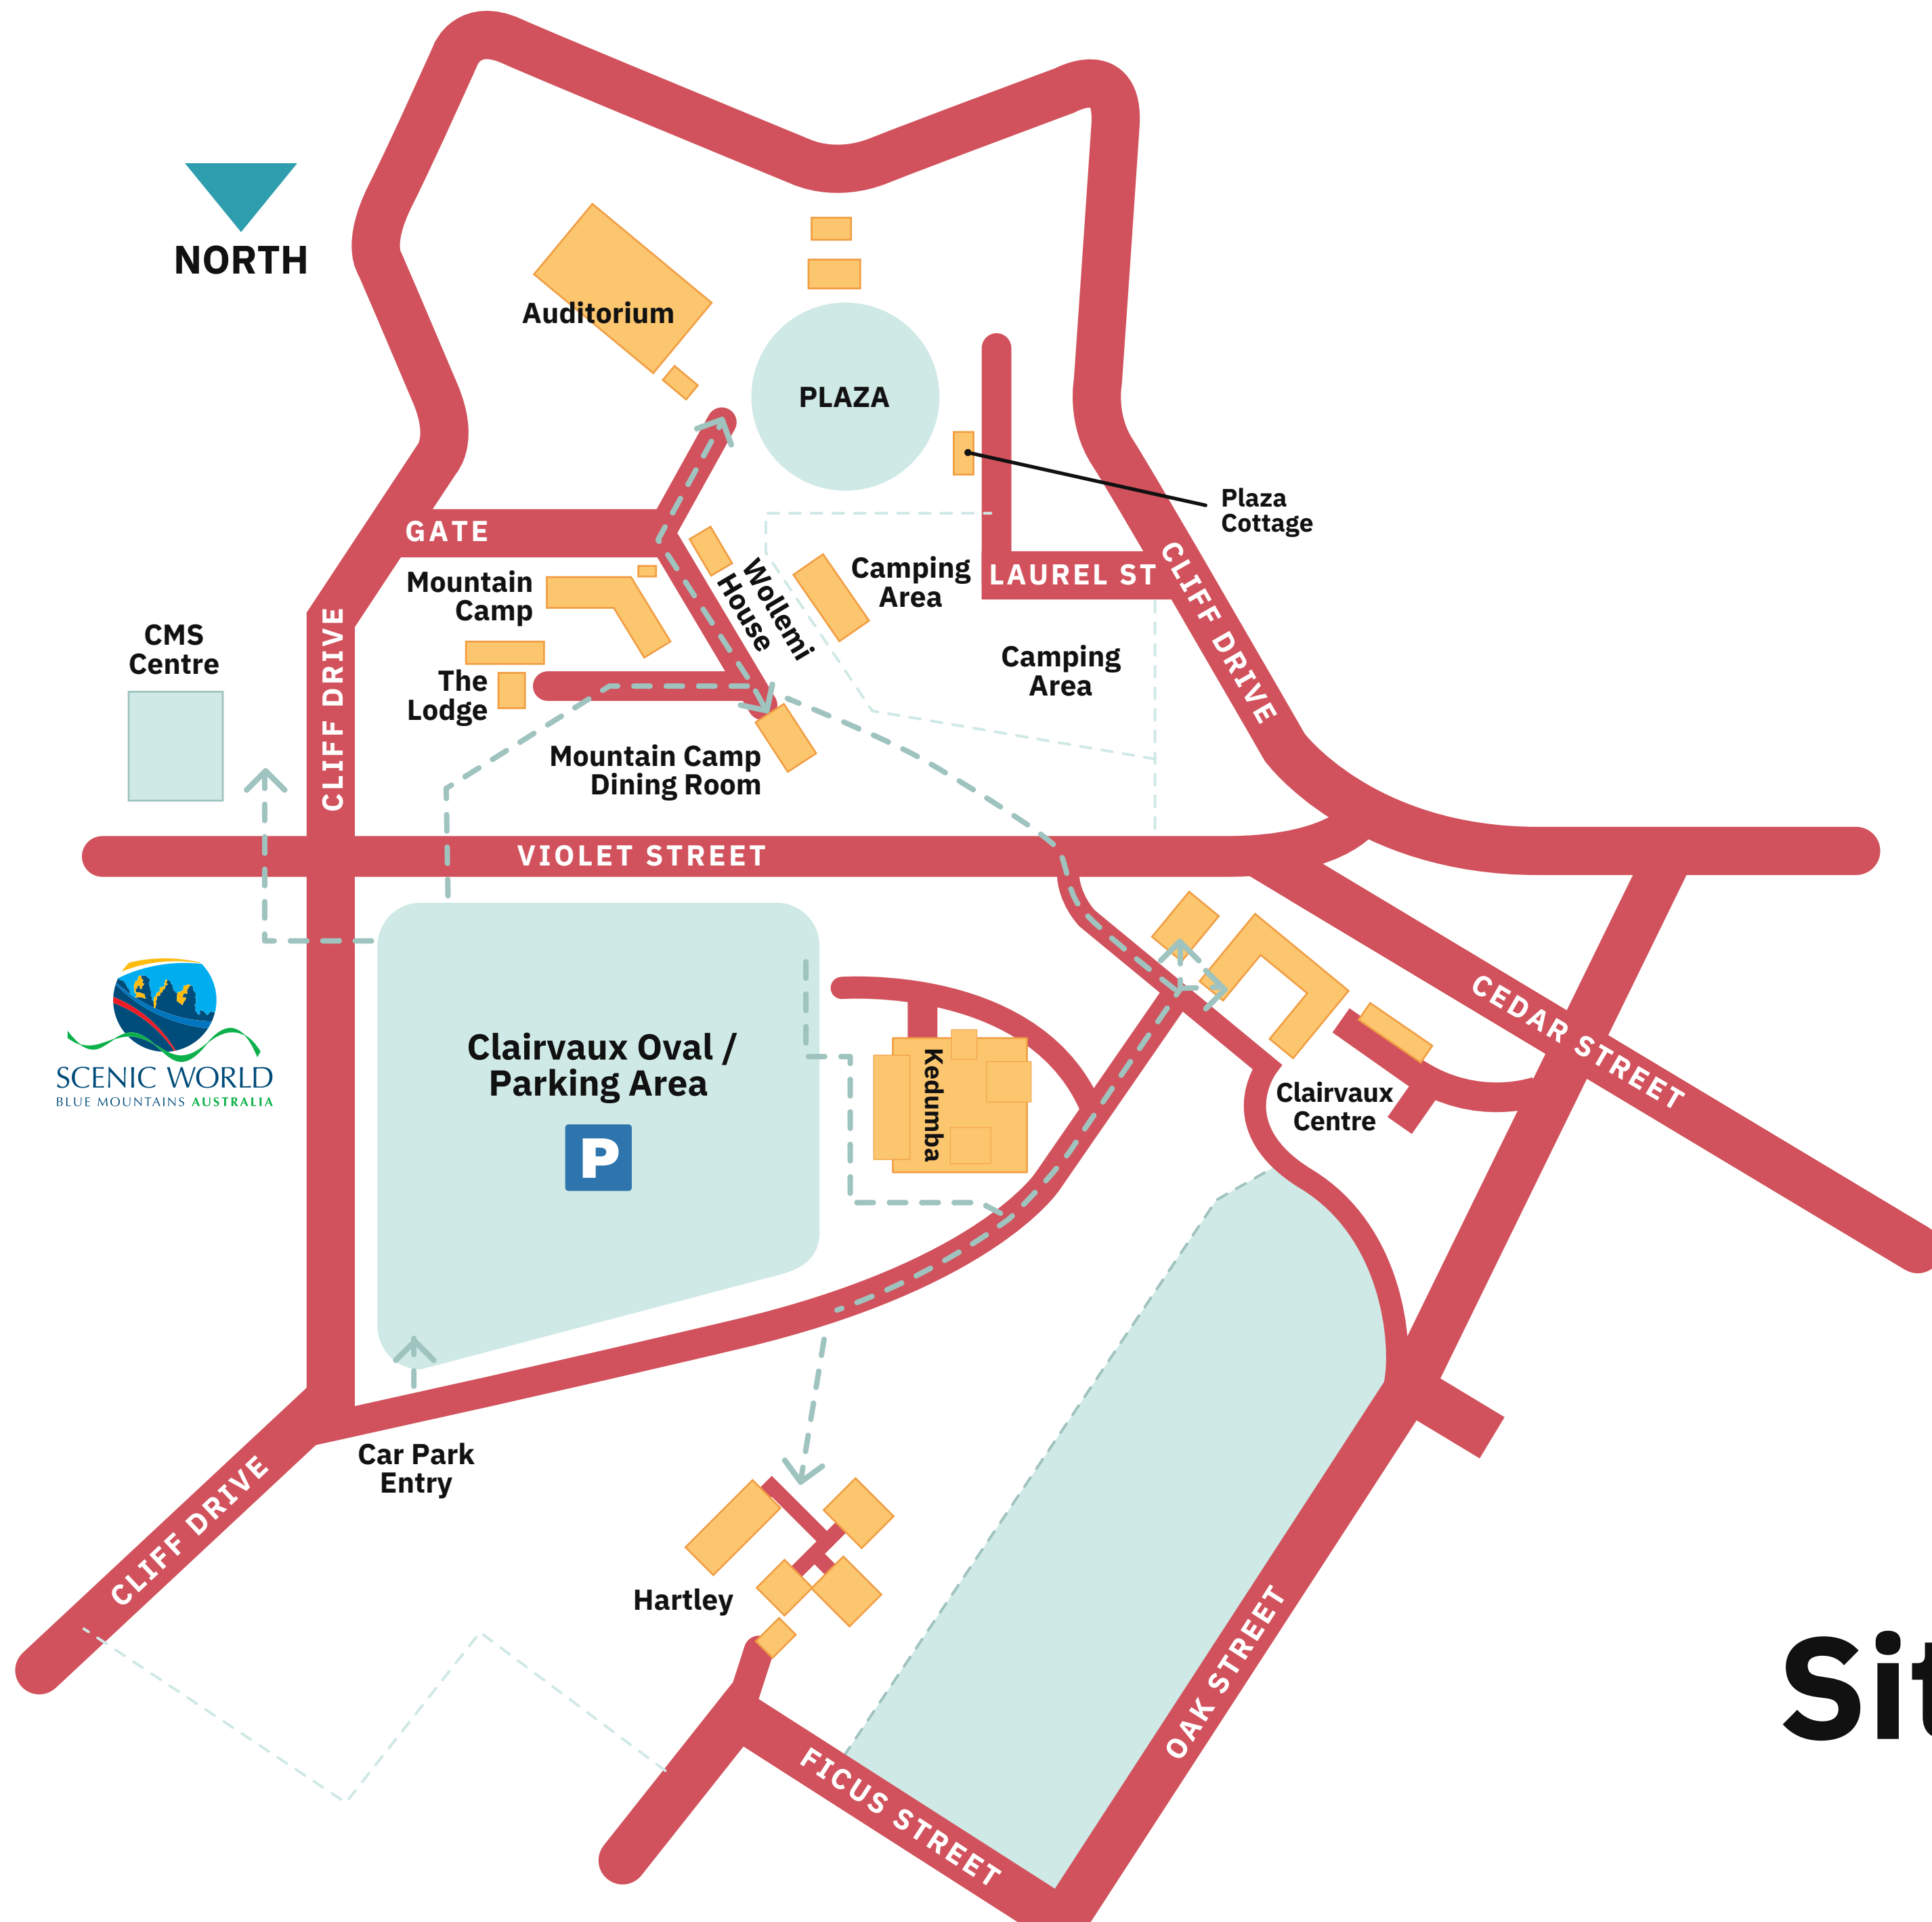 NORTH
Auditorium
PLAZA
Plaza
Cottage
GATE
Mountain
Camp
Wollemi
House
Camping
Area
LAUREL ST
CLIFF DRIVE
CMS
Centre
CLIFF DRIVE
The
Lodge
Camping
Area
Mountain Camp
Dining Room
VIOLET STREET
CEDAR STREET
SCENIC WORLD
BLUE MOUNTAINS AUSTRALIA
Clairvaux Oval /
Parking Area
P
Kedumba
Clairvaux
Centre
Car Park
Entry
CLIFF DRIVE
Hartley
OAK STREET
FICUS STREET
Sit